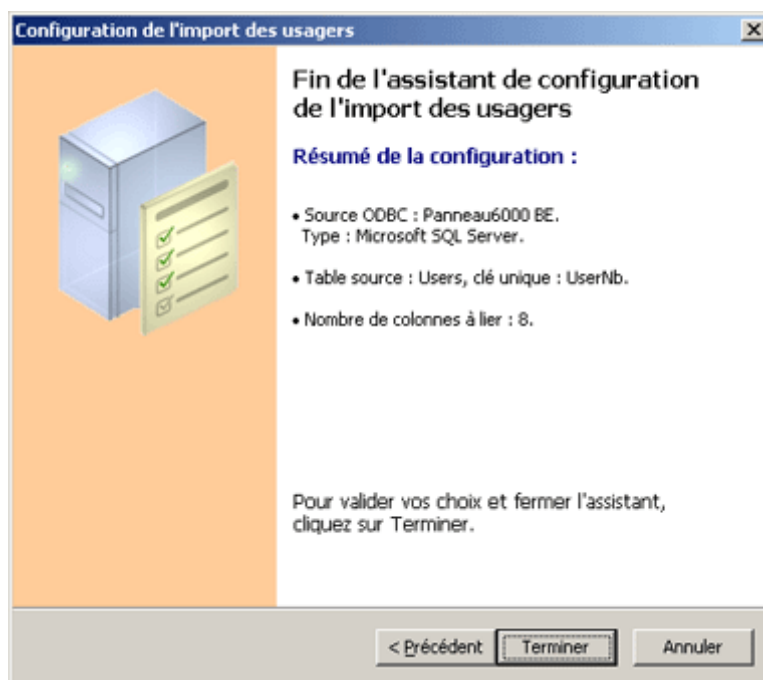 Configuration de l'import des usagers
Fin de l'assistant de configuration
de l'import des usagers
Résumé de la configuration :
• Source ODBC : Panneau6000 BE.
Type : Microsoft SQL Server.
• Table source : Users, clé unique : UserNb.
• Nombre de colonnes à lier : 8.
Pour valider vos choix et fermer l'assistant,
cliquez sur Terminer.
< Précédent Terminer Annuler